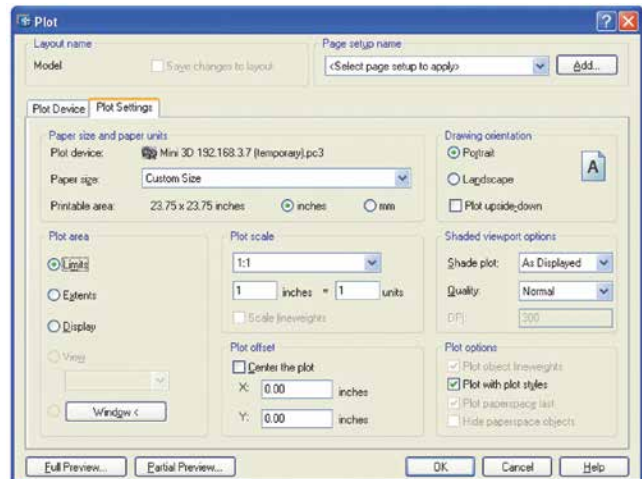 Plot
Layout name
Model
Save changes to layout
Page setup name
<Select page setup to apply>
Add...
Plot Device
Plot Settings
Paper size and paper units
Plot device:
Mini 3D 192.168.3.7 (temporary).pc3
Paper size:
Custom Size
Printable area:
23.75 x 23.75 inches
inches
mm
Drawing orientation
Portrait
Landscape
Plot upside-down
A
Plot area
Limits
Extents
Display
View
Window <
Plot scale
1:1
1 inches = 1 units
Scale lineweights
Plot offset
Center the plot
X: 0.00 inches
Y: 0.00 inches
Shaded viewport options
Shade plot: As Displayed
Quality: Normal
DPI: 300
Plot options
Plot object lineweights
Plot with plot styles
Plot paperspace last
Hide paperspace objects
Full Preview...
Partial Preview...
OK
Cancel
Help